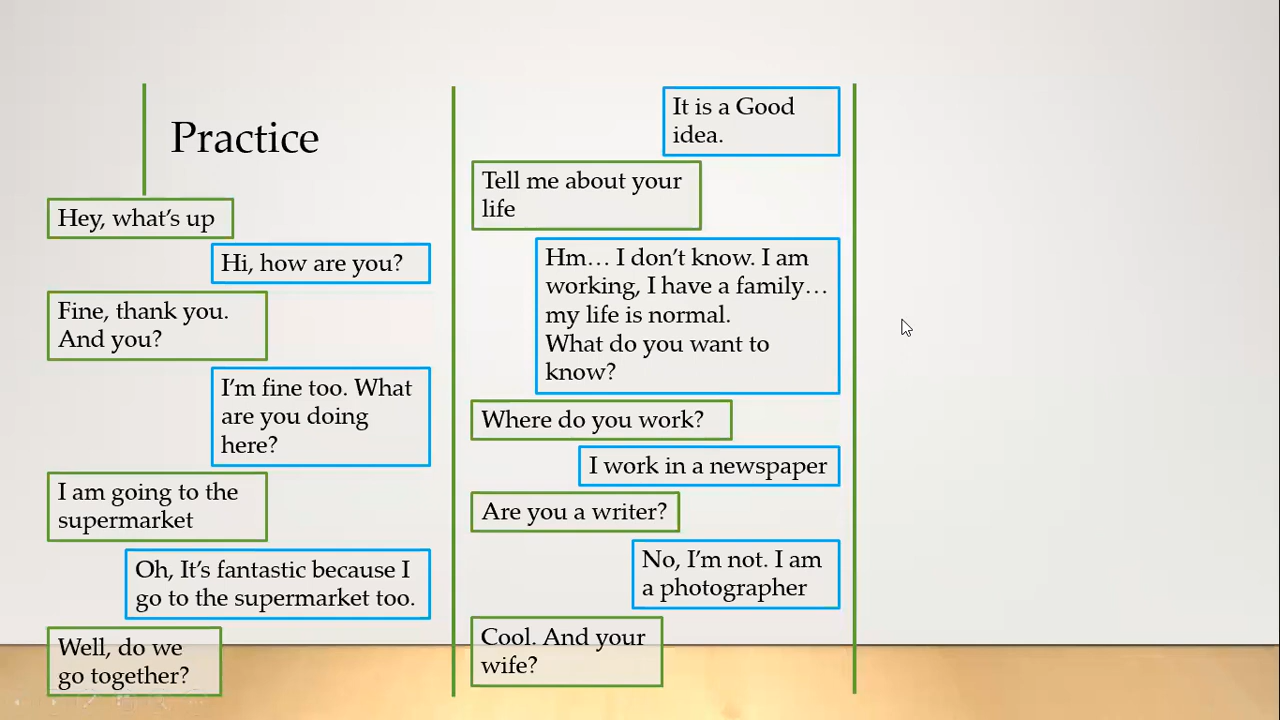 Practice
Hey, what's up
Hi, how are you?
Fine, thank you.
And you?
I'm fine too. What
are you doing
here?
I am going to the
supermarket
Oh, It's fantastic because I
go to the supermarket too.
Well, do we
go together?
It is a Good
idea.
Tell me about your
life
Hm… I don't know. I am
working, I have a family…
my life is normal.
What do you want to
know?
Where do you work?
I work in a newspaper
Are you a writer?
No, I'm not. I am
a photographer
Cool. And your
wife?